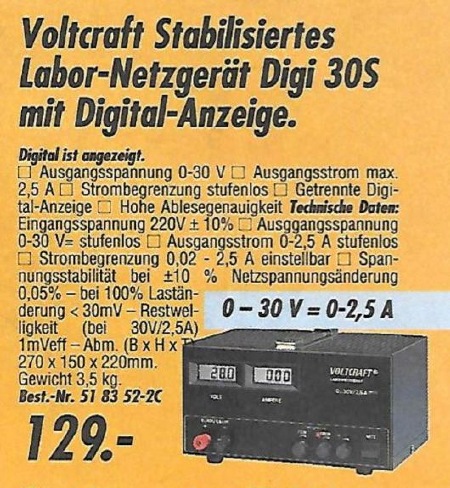 Voltcraft Stabilisiertes
Labor-Netzgerät Digi 30S
mit Digital-Anzeige.
Digital ist angezeigt.
☐ Ausgangsspannung 0-30 V ☐ Ausgangsstrom max.
2,5 A ☐ Strombegrenzung stufenlos ☐ Getrennte Digi-
tal-Anzeige ☐ Hohe Ablesegenauigkeit Technische Daten:
Eingangsspannung 220V ± 10% ☐ Ausggangsspannung
0-30 V= stufenlos ☐ Ausgangsstrom 0-2,5 A stufenlos
☐ Strombegrenzung 0,02 - 2,5 A einstellbar ☐ Span-
nungsstabilität bei ±10 % Netzspannungsänderung
0,05% – bei 100% Lastän-
derung < 30mV – Restwel-
ligkeit (bei 30V/2,5A)
1mVeff – Abm. (B x H x T)
270 x 150 x 220mm.
Gewicht 3,5 kg.
Best.-Nr. 51 83 52-2C
129.-
0 – 30 V = 0-2,5 A
28.0
0.00
VOLT
AMPERE
VOLTCRAFT